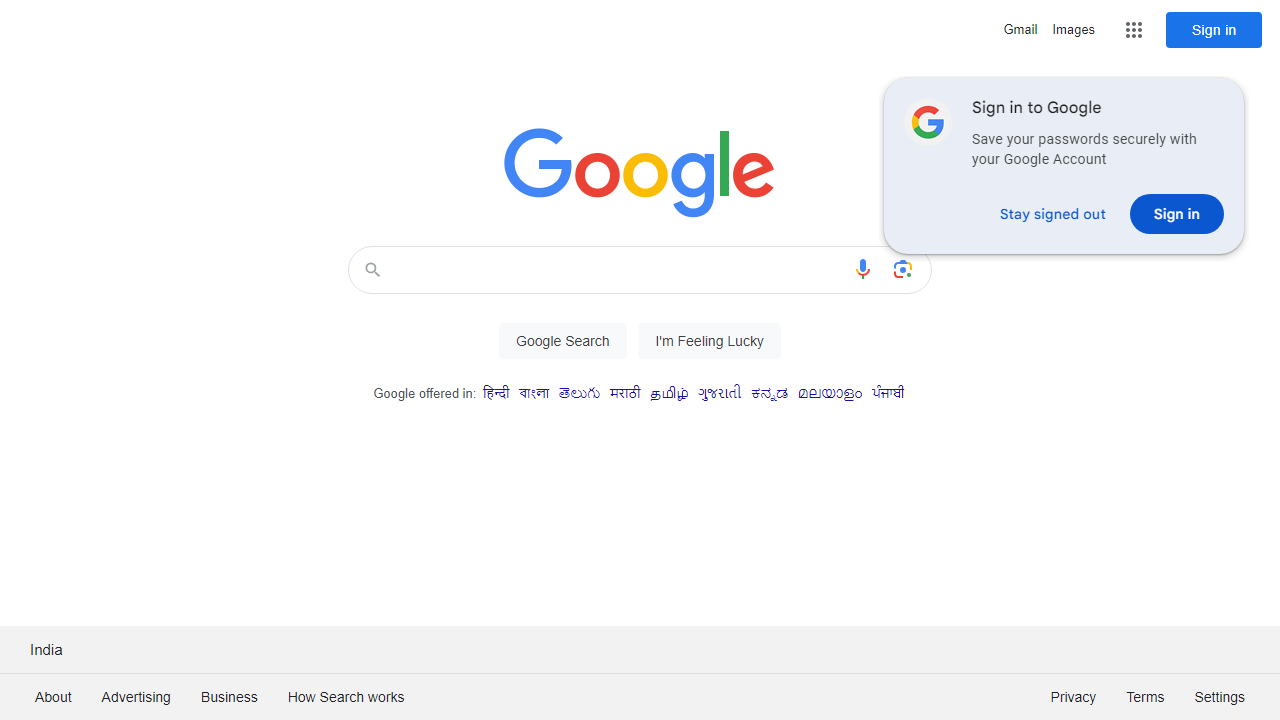 Gmail Images Sign in
Sign in to Google
Save your passwords securely with
your Google Account
Stay signed out Sign in
Google
Google Search I'm Feeling Lucky
Google offered in: हिन्दी বাংলা తెలుగు मराठी தமிழ் ગુજરાતી ಕನ್ನಡ മലയാളം ਪੰਜਾਬੀ
India
About Advertising Business How Search works Privacy Terms Settings